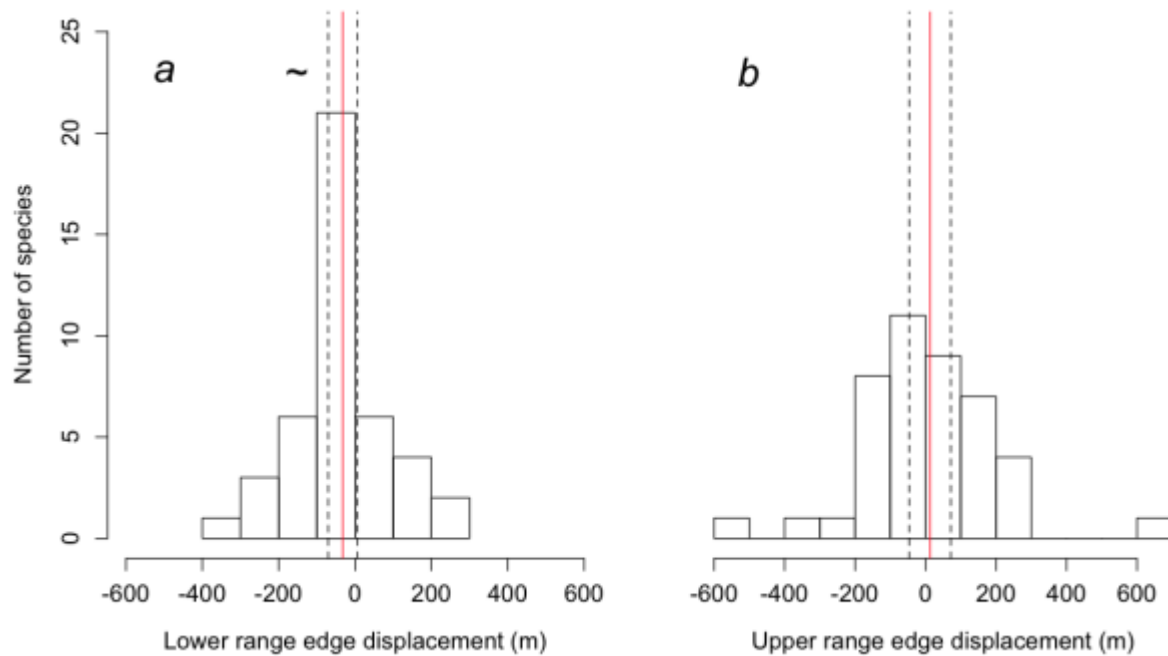 a
~
b
25
20
15
10
5
0
Number of species
-600 -400 -200 0 200 400 600
-600 -400 -200 0 200 400 600
Lower range edge displacement (m)
Upper range edge displacement (m)